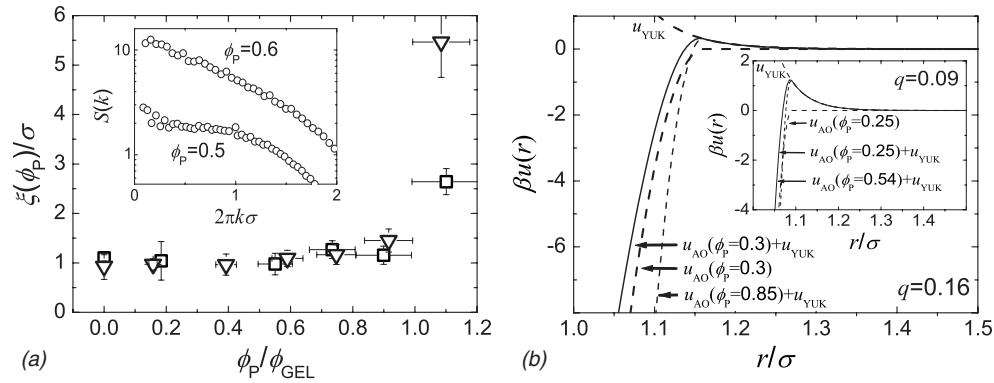 ξ(ϕP)/σ
6
5
4
3
2
1
0
0.0 0.2 0.4 0.6 0.8 1.0 1.2
ϕP/ϕGEL
(a)
S(k)
10
1
0 1 2
2πkσ
ϕP=0.6
ϕP=0.5
βu(r)
0
-2
-4
-6
1.0 1.1 1.2 1.3 1.4 1.5
r/σ
(b)
uYUK
uAO(ϕP=0.3)+uYUK
uAO(ϕP=0.3)
uAO(ϕP=0.85)+uYUK
q=0.16
βu(r)
2
0
-2
-4
1.1 1.2 1.3 1.4
r/σ
uYUK
q=0.09
uAO(ϕP=0.25)
uAO(ϕP=0.25)+uYUK
uAO(ϕP=0.54)+uYUK